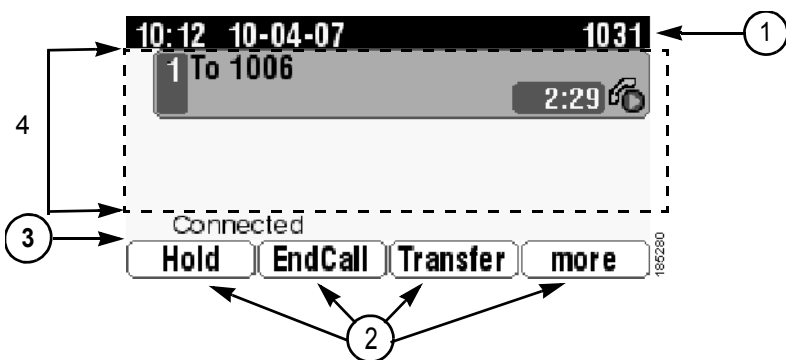 10:12 10-04-07 1031
1
1 To 1006
2:29
4
Connected
3
Hold EndCall Transfer more
185280
2